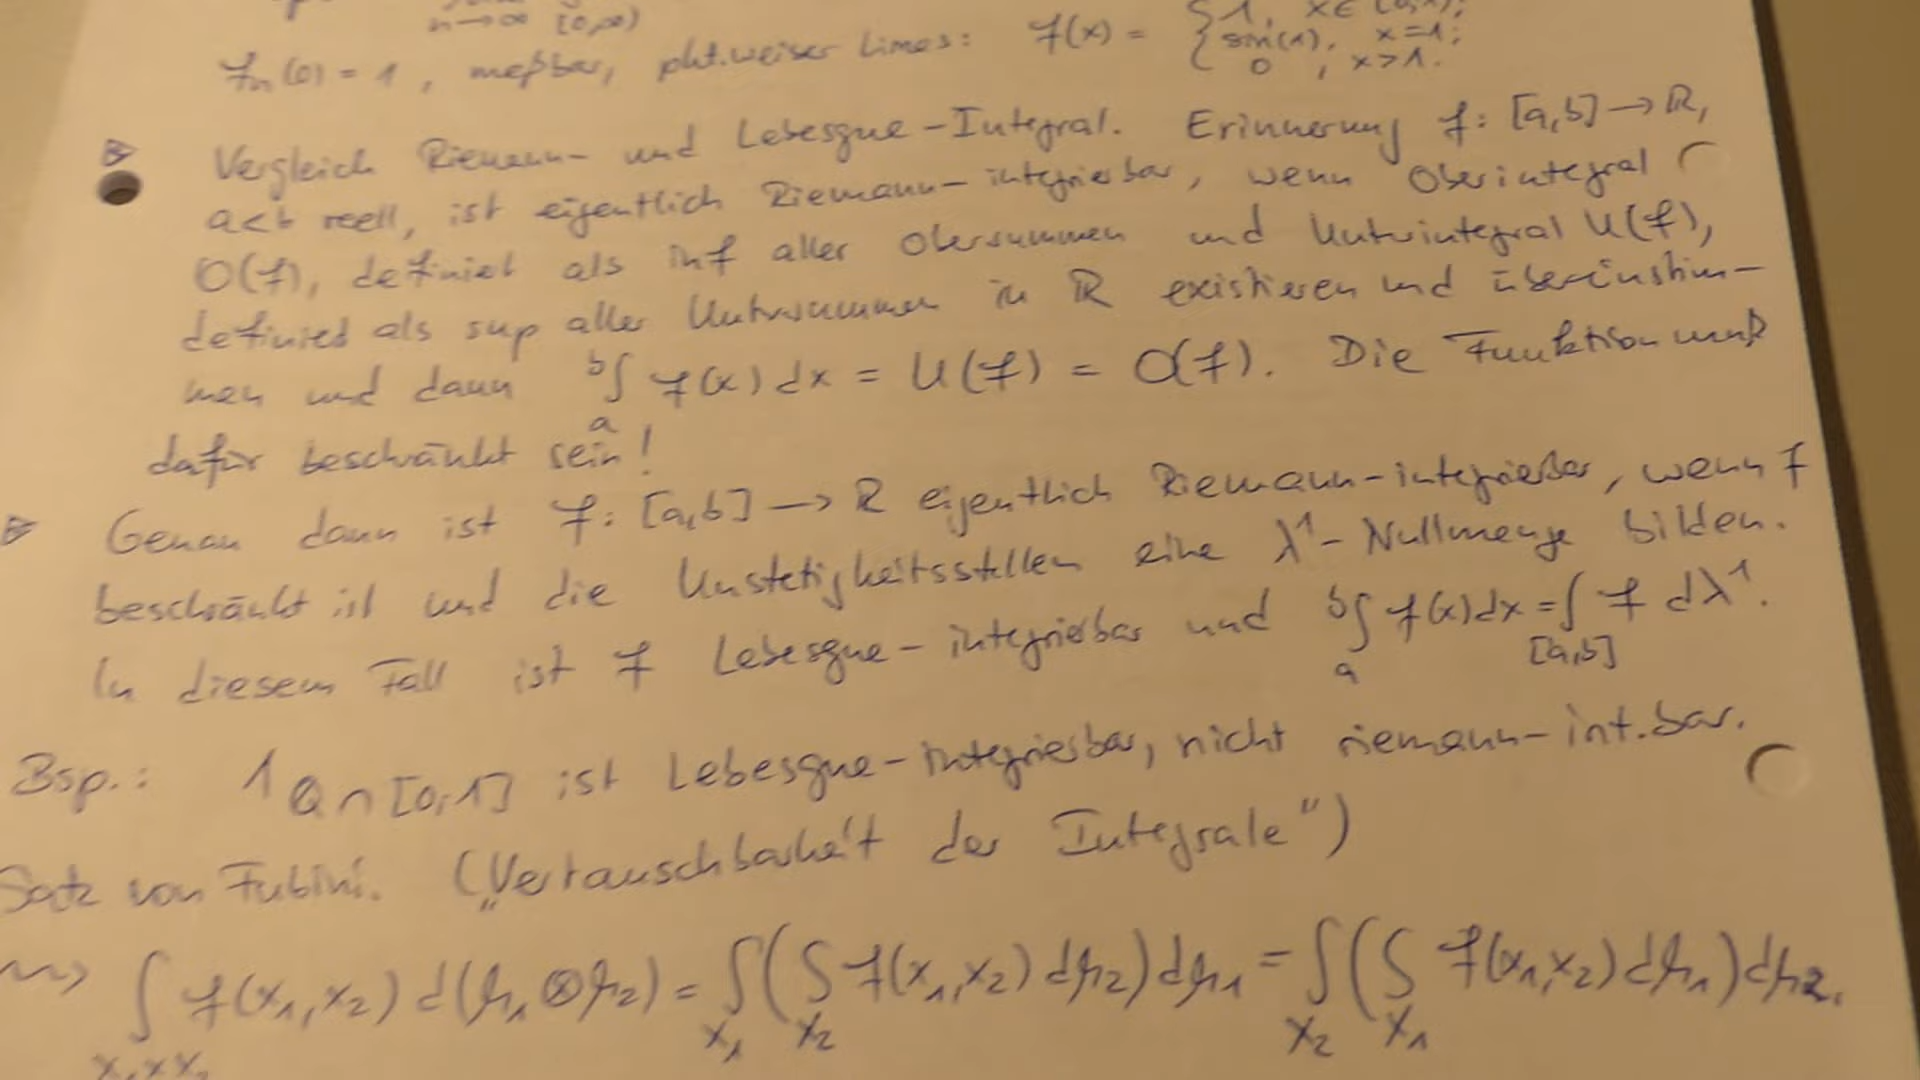 n→∞ [0,∞)
fn(0) = 1, meßbar, pkt.weiser Limes: f(x) = { 1, x∈
sin(1), x=1;
0, x>1.
Vergleich Riemann- und Lebesgue-Integral. Erinnerung f: [a,b] → ℝ,
a<b reell, ist eigentlich Riemann-integrierbar, wenn Oberintegral
O(f), definiert als inf aller Obersummen und Unterintegral U(f),
definiert als sup aller Untersummen in ℝ existieren und übereinstim-
men und dann ₐ∫ᵇ f(x)dx = U(f) = O(f). Die Funktion muß
dafür beschränkt sein!
Genau dann ist f: [a,b] → ℝ eigentlich Riemann-integrierbar, wenn f
beschränkt ist und die Unstetigkeitsstellen eine λ¹-Nullmenge bilden.
In diesem Fall ist f Lebesgue-integrierbar und ₐ∫ᵇ f(x)dx = ∫_[a,b] f dλ¹.
Bsp.: 1_{ℚ∩[0,1]} ist Lebesgue-integrierbar, nicht riemann-int.bar.
Satz von Fubini. („Vertauschbarkeit der Integrale")
⇝ ∫_{X₁×X₂} f(x₁,x₂) d(μ₁⊗μ₂) = ∫_{X₁}(∫_{X₂} f(x₁,x₂)dμ₂)dμ₁ = ∫_{X₂}(∫_{X₁} f(x₁,x₂)dμ₁)dμ₂.